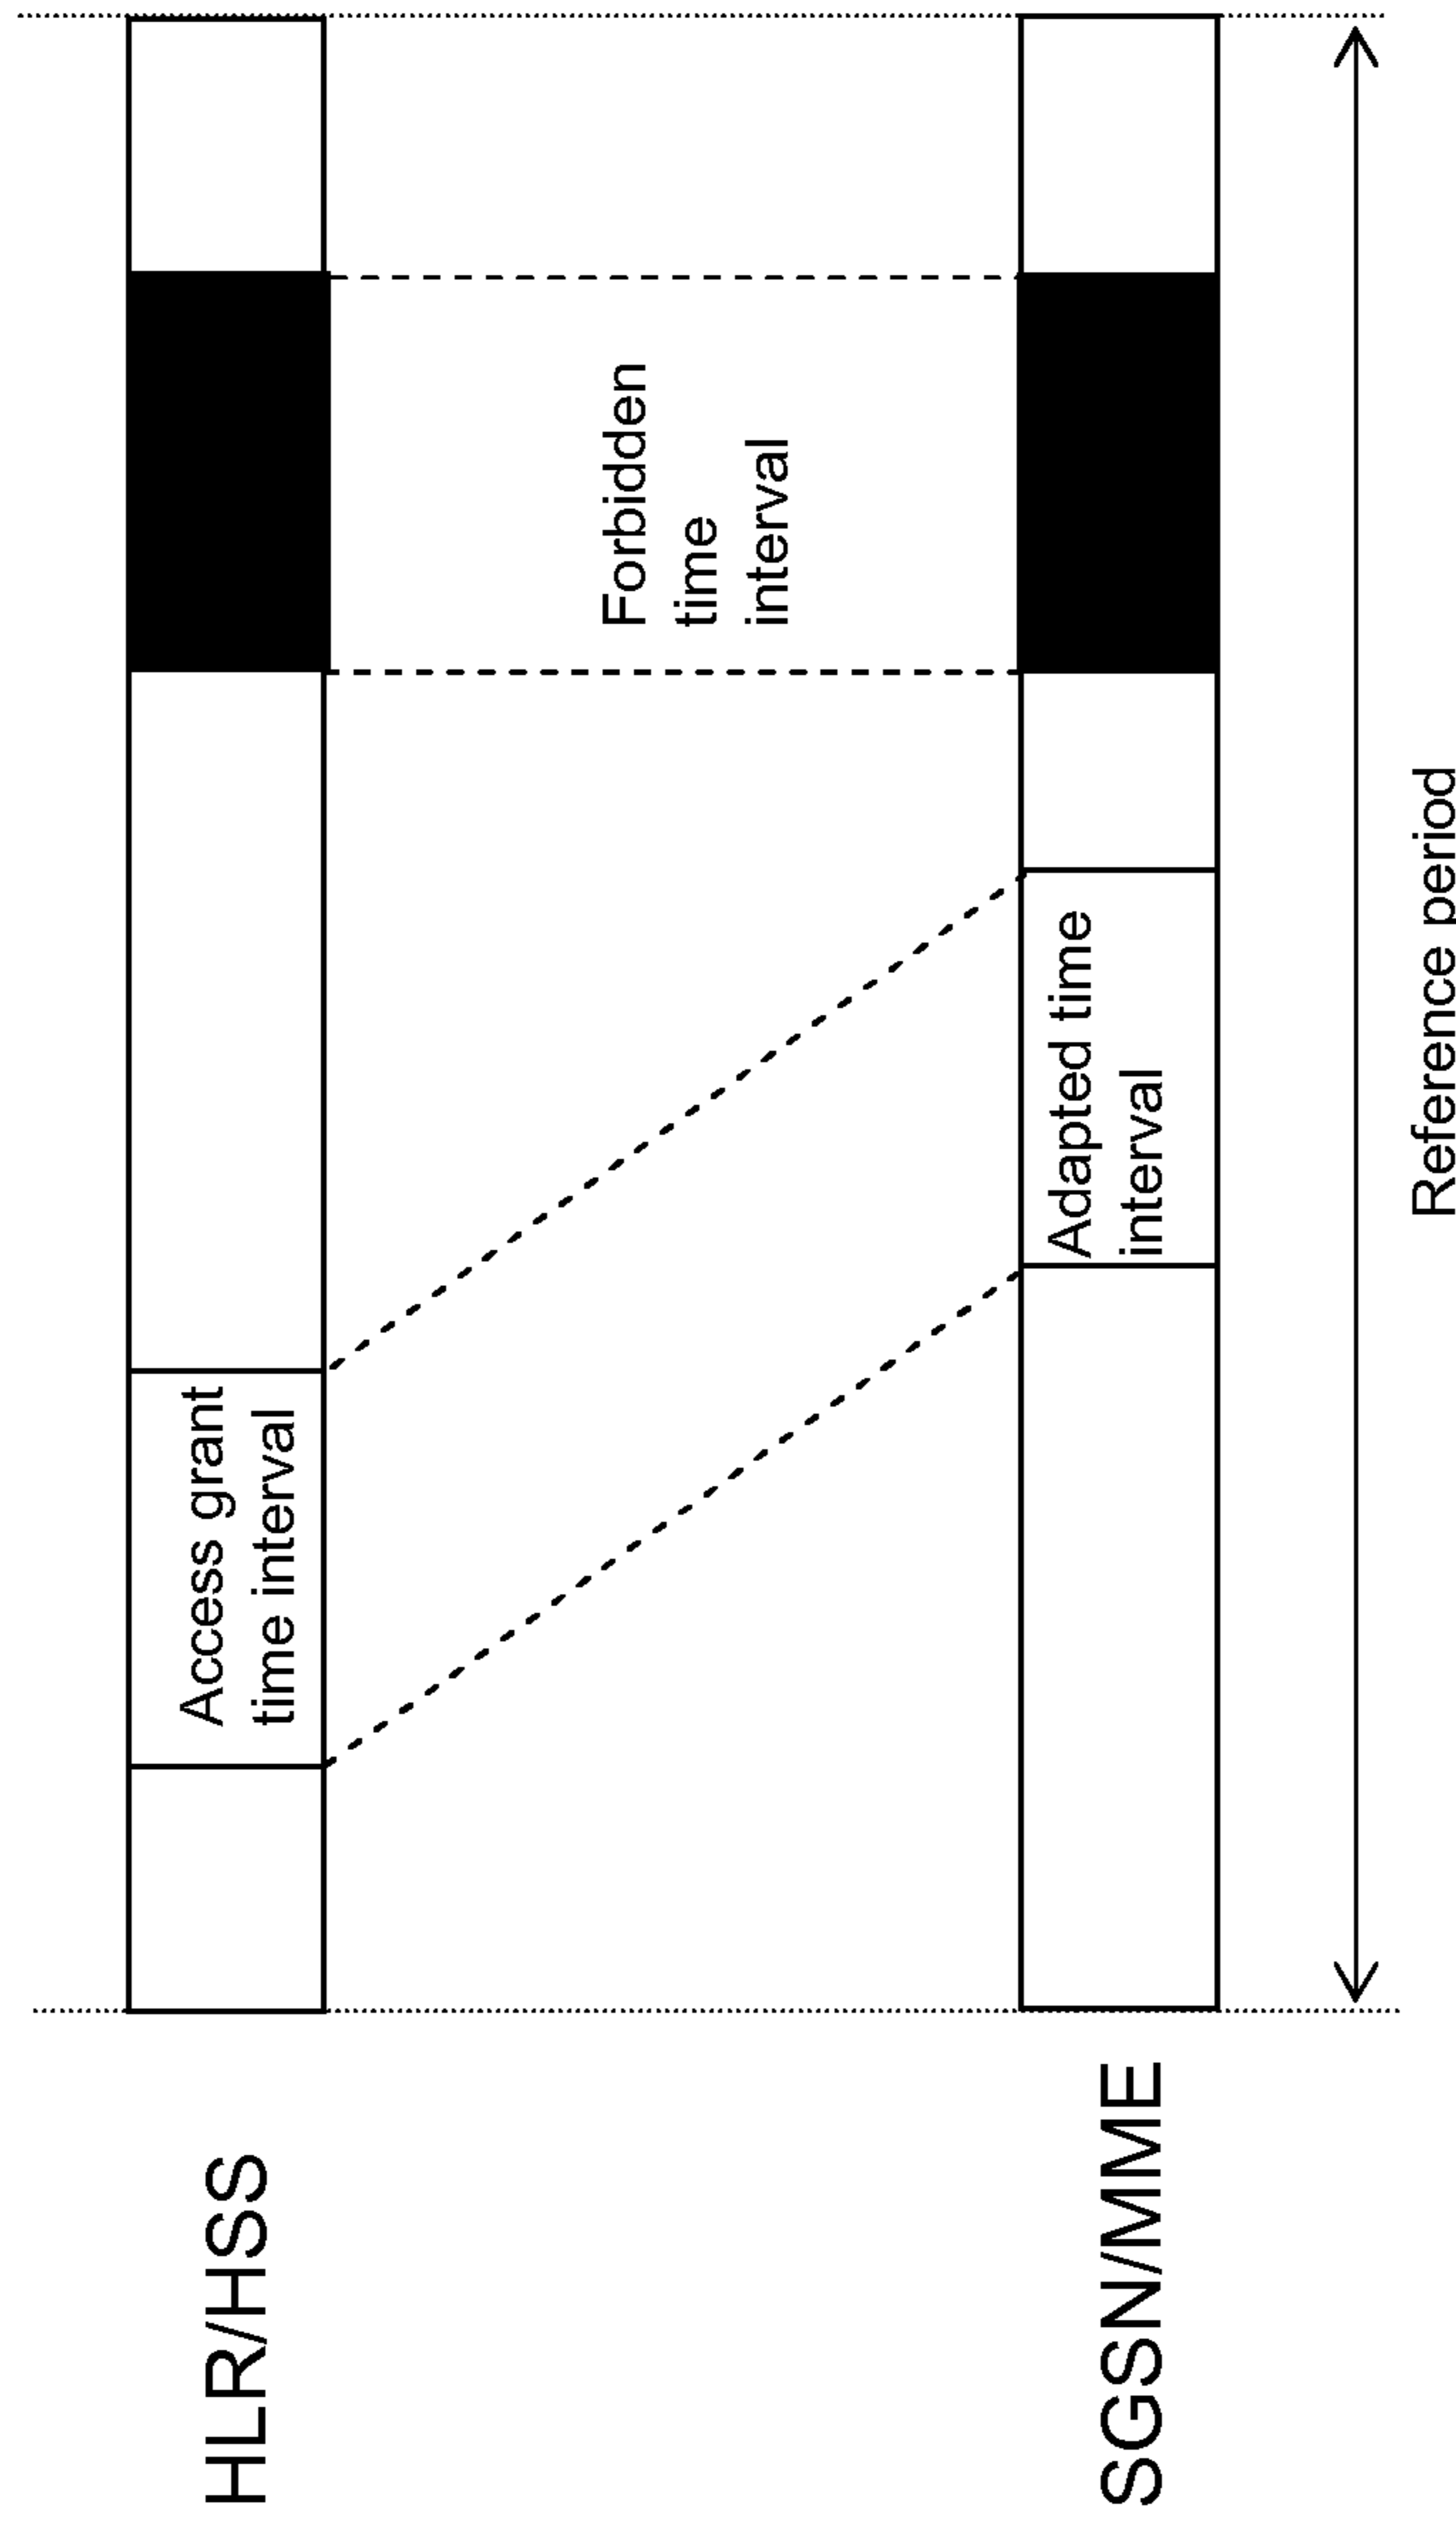 HLR/HSS
Access grant
time interval
Forbidden
time
interval
SGSN/MME
Adapted time
interval
Reference period